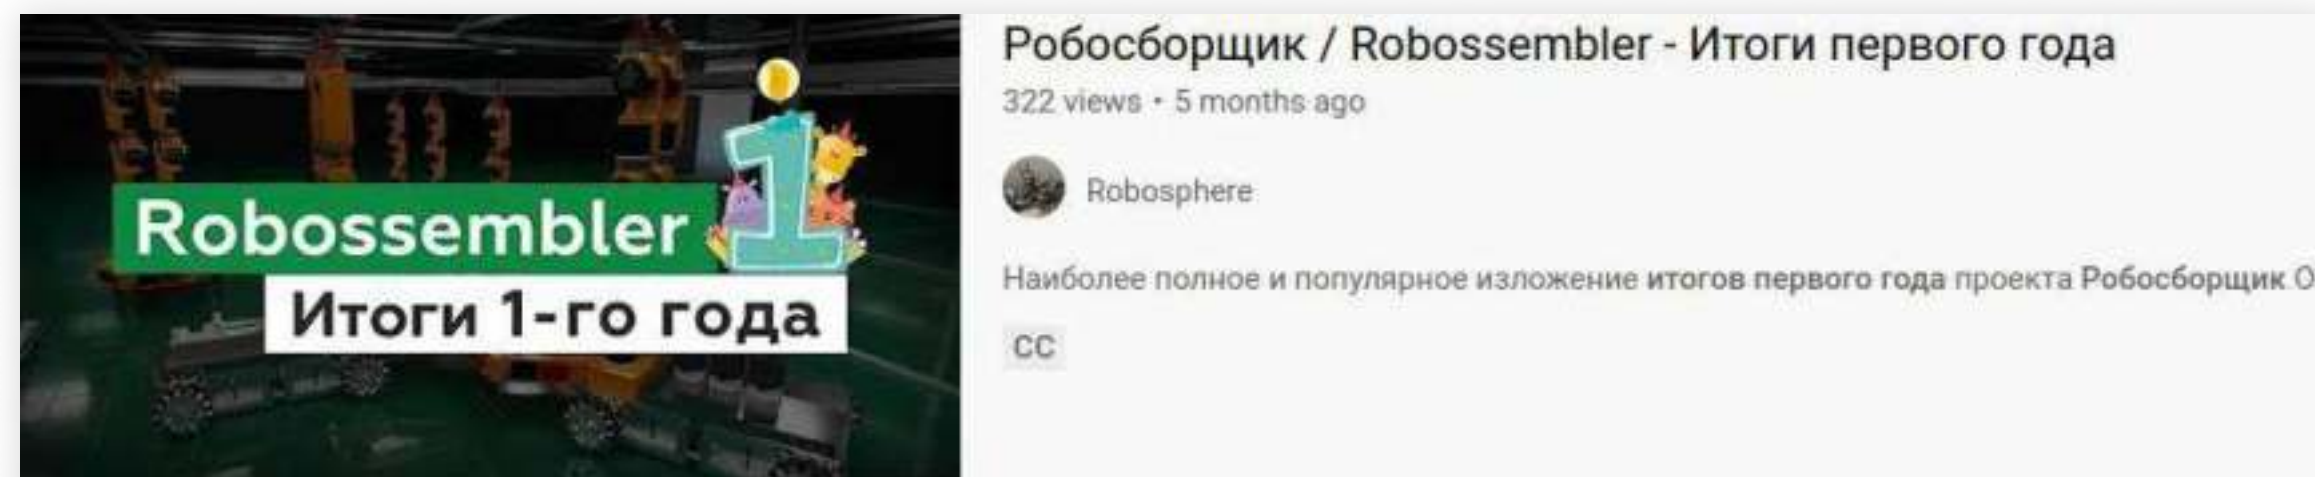 Robossembler 1
Итоги 1-го года
Робосборщик / Robossembler - Итоги первого года
322 views • 5 months ago
Robosphere
Наиболее полное и популярное изложение итогов первого года проекта Робосборщик О
CC